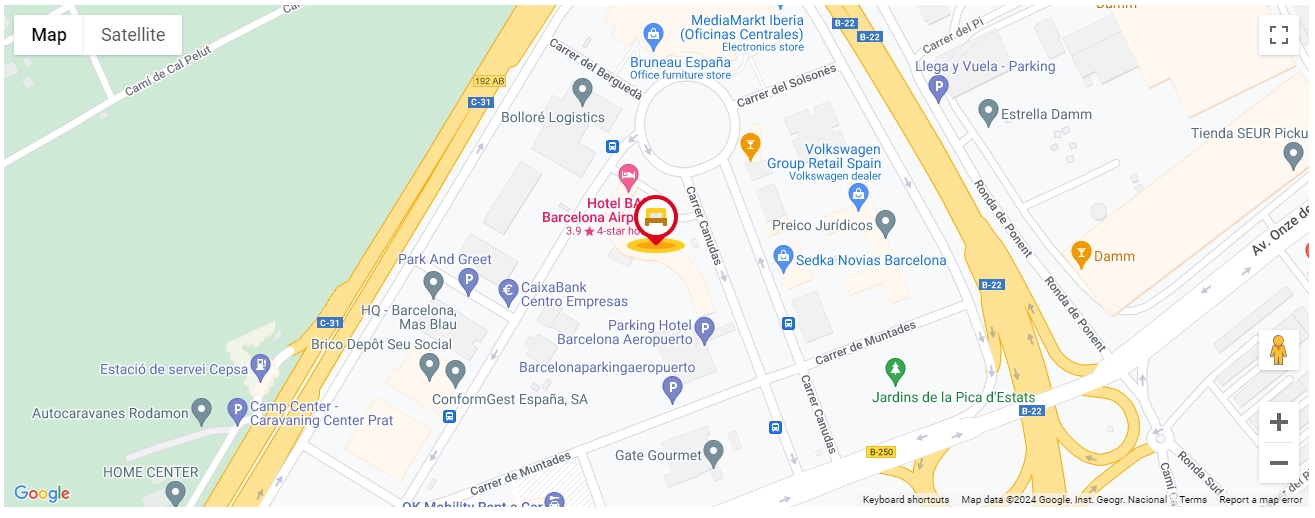 Map
Satellite
Camí de Cal Pelut
192 AB
C-31
Carrer del Berguedà
MediaMarkt Iberia
(Oficinas Centrales)
Electronics store
Bruneau España
Office furniture store
B-22
B-22
Damm
Carrer del Pi
Llega y Vuela - Parking
Carrer del Solsonès
Bolloré Logistics
Estrella Damm
Tienda SEUR Picku
Volkswagen
Group Retail Spain
Volkswagen dealer
Hotel BA
Barcelona Airp
3.9 ★ 4-star ho
Carrer Canudas
Preico Jurídicos
Sedka Novias Barcelona
Ronda de Ponent
Damm
Av. Onze de
Park And Greet
CaixaBank
Centro Empresas
HQ - Barcelona,
Mas Blau
B-22
Ronda de Ponent
C-31
Brico Depôt Seu Social
Parking Hotel
Barcelona Aeropuerto
Carrer de Muntades
Estació de servei Cepsa
Barcelonaparkingaeropuerto
ConformGest España, SA
Jardins de la Pica d'Estats
B-22
Autocaravanes Rodamon
Camp Center -
Caravaning Center Prat
Carrer Canudas
HOME CENTER
Carrer de Muntades
Gate Gourmet
B-250
Ronda Sud
Camí
OK Mobility Rent a Car
Google
Keyboard shortcuts
Map data ©2024 Google, Inst. Geogr. Nacional
Terms
Report a map error